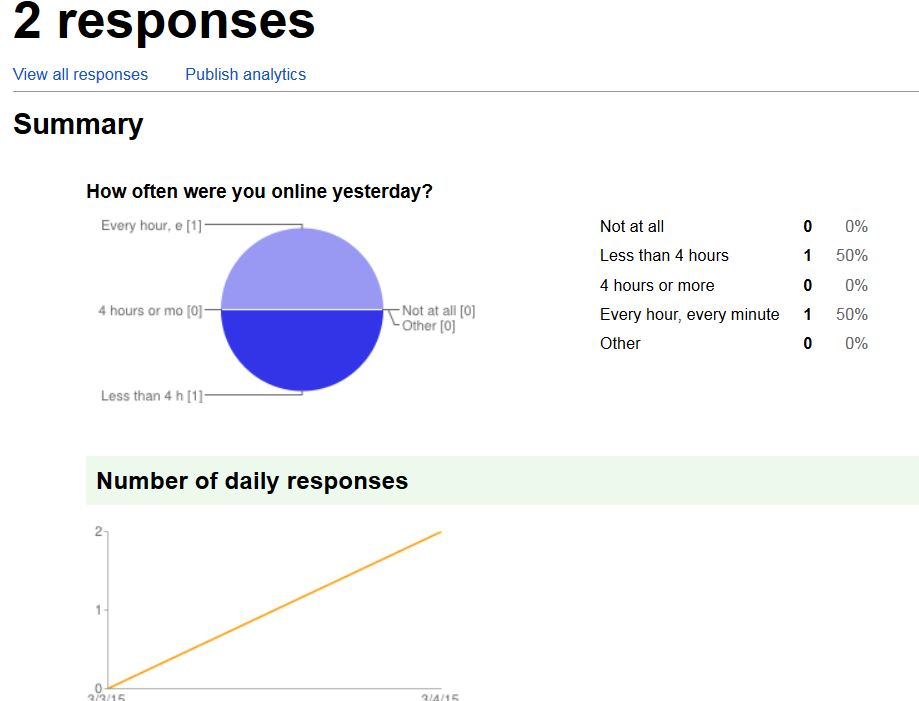 2 responses
View all responses Publish analytics
Summary
How often were you online yesterday?
Every hour, e [1]
4 hours or mo [0]
Not at all [0]
Other [0]
Less than 4 h [1]
Not at all 0 0%
Less than 4 hours 1 50%
4 hours or more 0 0%
Every hour, every minute 1 50%
Other 0 0%
Number of daily responses
2
1
0
3/3/15 3/4/15